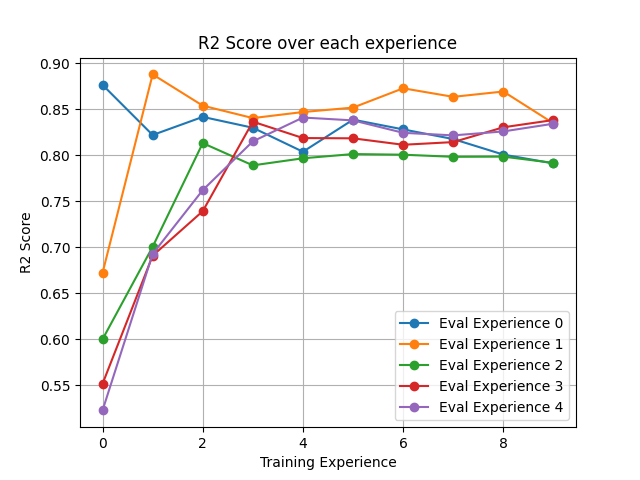 R2 Score over each experience
0.90
0.85
0.80
0.75
0.70
0.65
0.60
0.55
R2 Score
0 2 4 6 8
Training Experience
Eval Experience 0
Eval Experience 1
Eval Experience 2
Eval Experience 3
Eval Experience 4